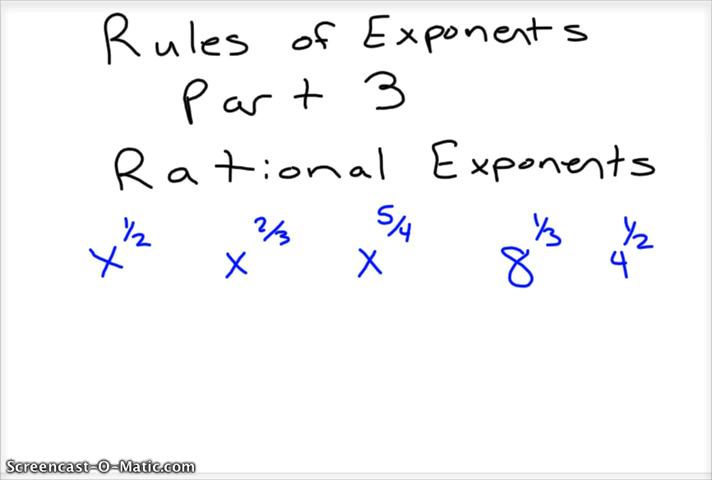 Rules of Exponents
Part 3
Rational Exponents
x^1/2 x^2/3 x^5/4 8^1/3 4^1/2
Screencast-O-Matic.com